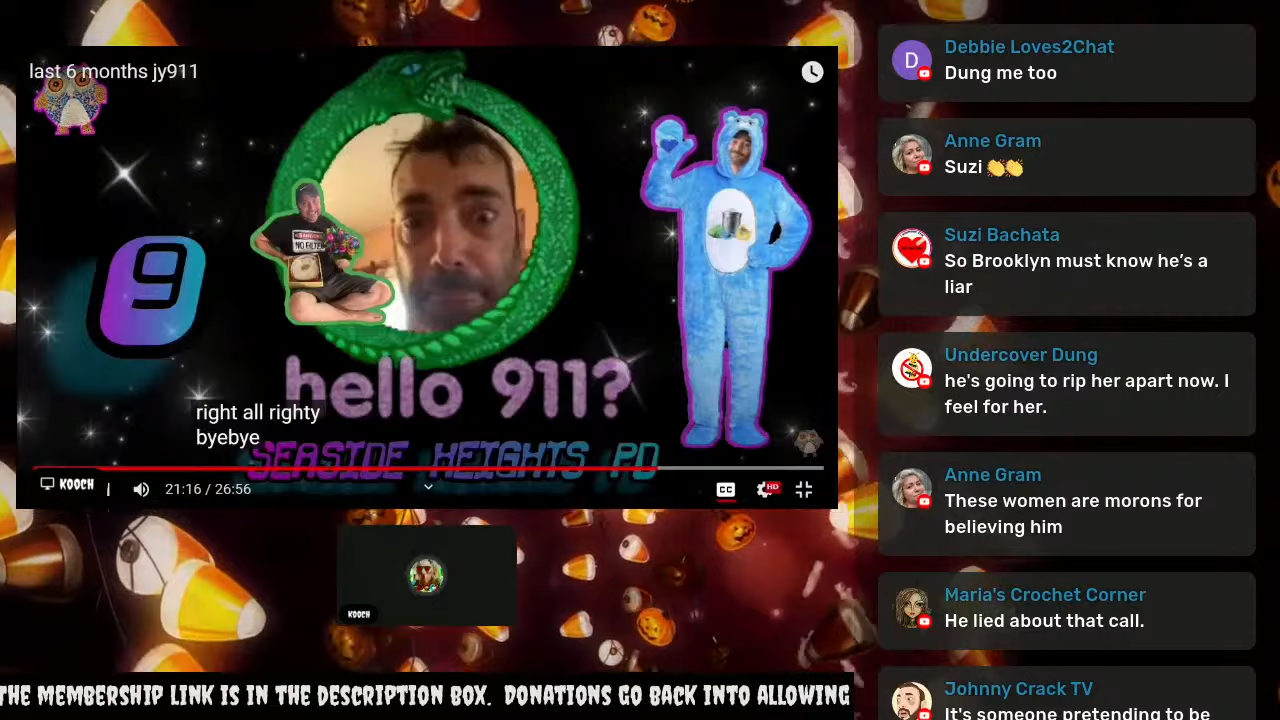 last 6 months jy911
NO FILTER
9
hello 911?
right all righty
byebye
SEASIDE HEIGHTS PD
KOOCH
21:16 / 26:56
CC
HD
KOOCH
THE MEMBERSHIP LINK IS IN THE DESCRIPTION BOX. DONATIONS GO BACK INTO ALLOWING
D
Debbie Loves2Chat
Dung me too
Anne Gram
Suzi 👏👏
Suzi Bachata
So Brooklyn must know he's a
liar
Undercover Dung
he's going to rip her apart now. I
feel for her.
Anne Gram
These women are morons for
believing him
Maria's Crochet Corner
He lied about that call.
Johnny Crack TV
It's someone pretending to be